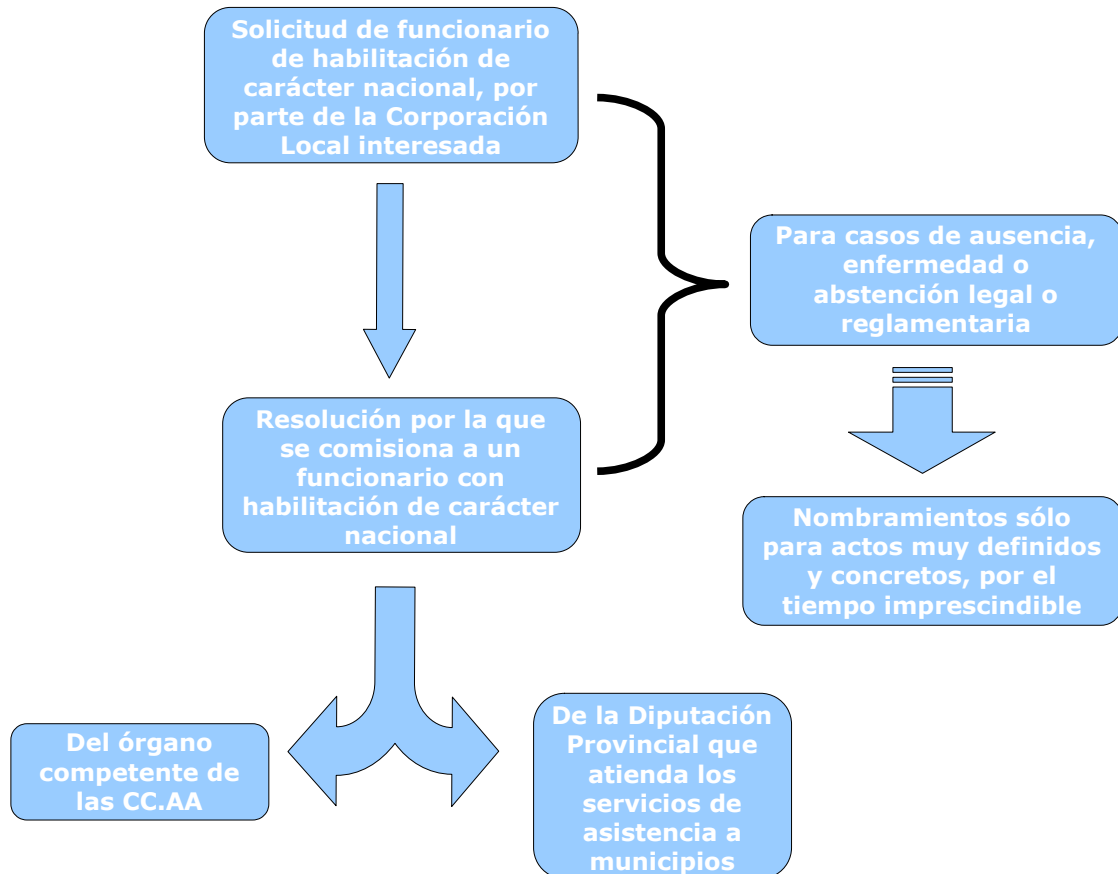 Solicitud de funcionario
de habilitación de
carácter nacional, por
parte de la Corporación
Local interesada
Para casos de ausencia,
enfermedad o
abstención legal o
reglamentaria
Resolución por la que
se comisiona a un
funcionario con
habilitación de carácter
nacional
Nombramientos sólo
para actos muy definidos
y concretos, por el
tiempo imprescindible
Del órgano
competente de
las CC.AA
De la Diputación
Provincial que
atienda los
servicios de
asistencia a
municipios